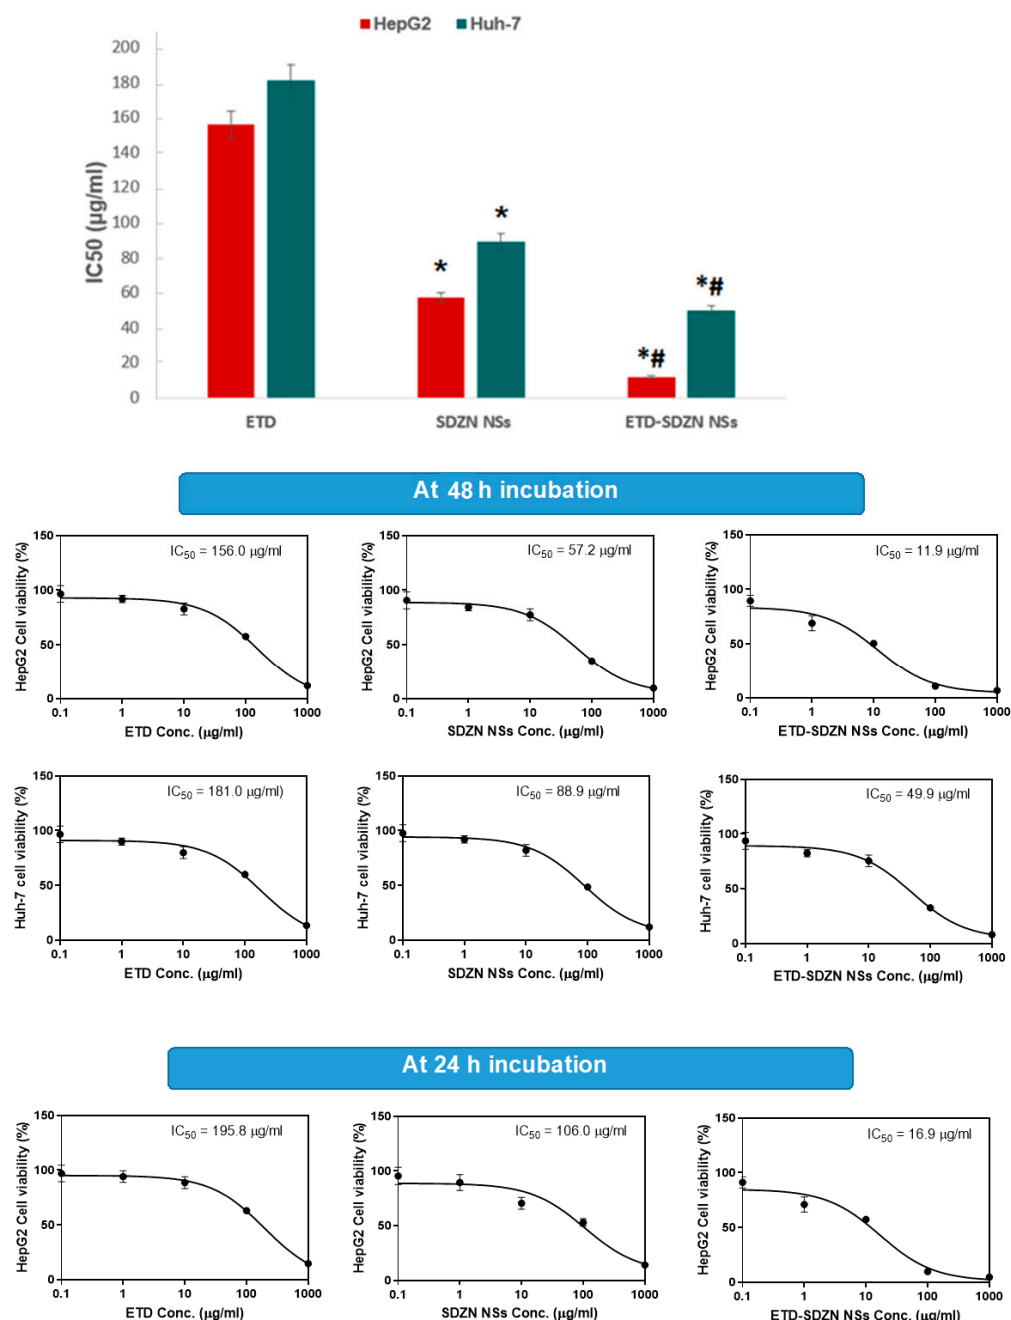 HepG2 Huh-7
200
180
160
140
120
100
80
60
40
20
0
IC50 (µg/ml)
*
*
*#
*#
ETD SDZN NSs ETD-SDZN NSs
At 48 h incubation
HepG2 Cell viability (%)
150
100
50
0
IC50 = 156.0 µg/ml
0.1 1 10 100 1000
ETD Conc. (µg/ml)
HepG2 Cell viability (%)
150
100
50
0
IC50 = 57.2 µg/ml
0.1 1 10 100 1000
SDZN NSs Conc. (µg/ml)
HepG2 Cell viability (%)
150
100
50
0
IC50 = 11.9 µg/ml
0.1 1 10 100 1000
ETD-SDZN NSs Conc. (µg/ml)
Huh-7 cell viability (%)
150
100
50
0
IC50 = 181.0 µg/ml)
0.1 1 10 100 1000
ETD Conc. (µg/ml)
Huh-7 Cell viability (%)
150
100
50
0
IC50 = 88.9 µg/ml
0.1 1 10 100 1000
SDZN NSs Conc. (µg/ml)
Huh-7 cell viability (%)
150
100
50
0
IC50 = 49.9 µg/ml
0.1 1 10 100 1000
ETD-SDZN NSs Conc. (µg/ml)
At 24 h incubation
HepG2 Cell viability (%)
150
100
50
0
IC50 = 195.8 µg/ml
0.1 1 10 100 1000
ETD Conc. (µg/ml)
HepG2 Cell viability (%)
150
100
50
0
IC50 = 106.0 µg/ml
0.1 1 10 100 1000
SDZN NSs Conc. (µg/ml)
HepG2 Cell viability (%)
150
100
50
0
IC50 = 16.9 µg/ml
0.1 1 10 100 1000
ETD-SDZN NSs Conc. (µg/ml)